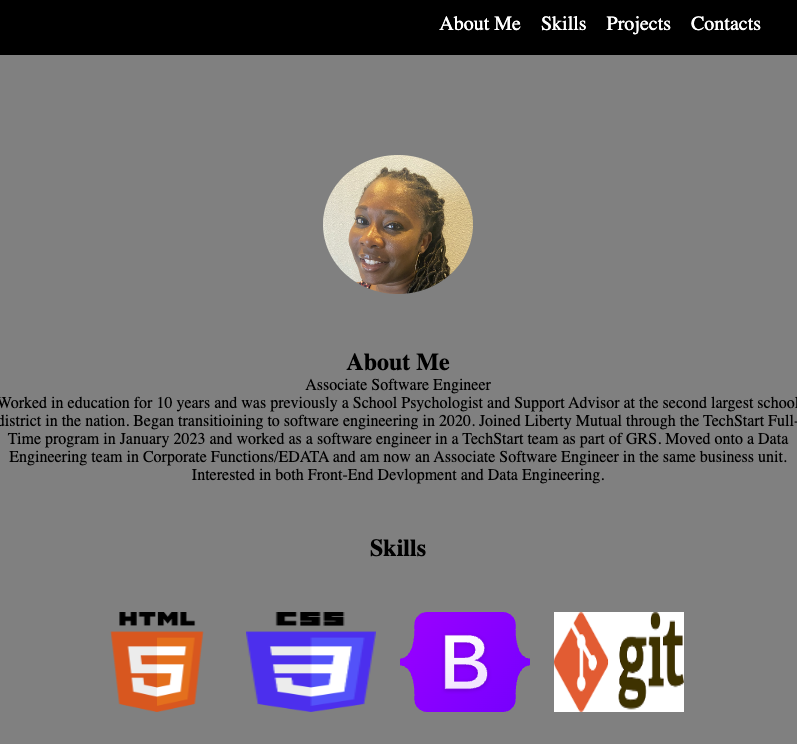 About Me Skills Projects Contacts
About Me
Associate Software Engineer
Worked in education for 10 years and was previously a School Psychologist and Support Advisor at the second largest school
district in the nation. Began transitioining to software engineering in 2020. Joined Liberty Mutual through the TechStart Full-
Time program in January 2023 and worked as a software engineer in a TechStart team as part of GRS. Moved onto a Data
Engineering team in Corporate Functions/EDATA and am now an Associate Software Engineer in the same business unit.
Interested in both Front-End Devlopment and Data Engineering.
Skills
HTML CSS
5 3 B git